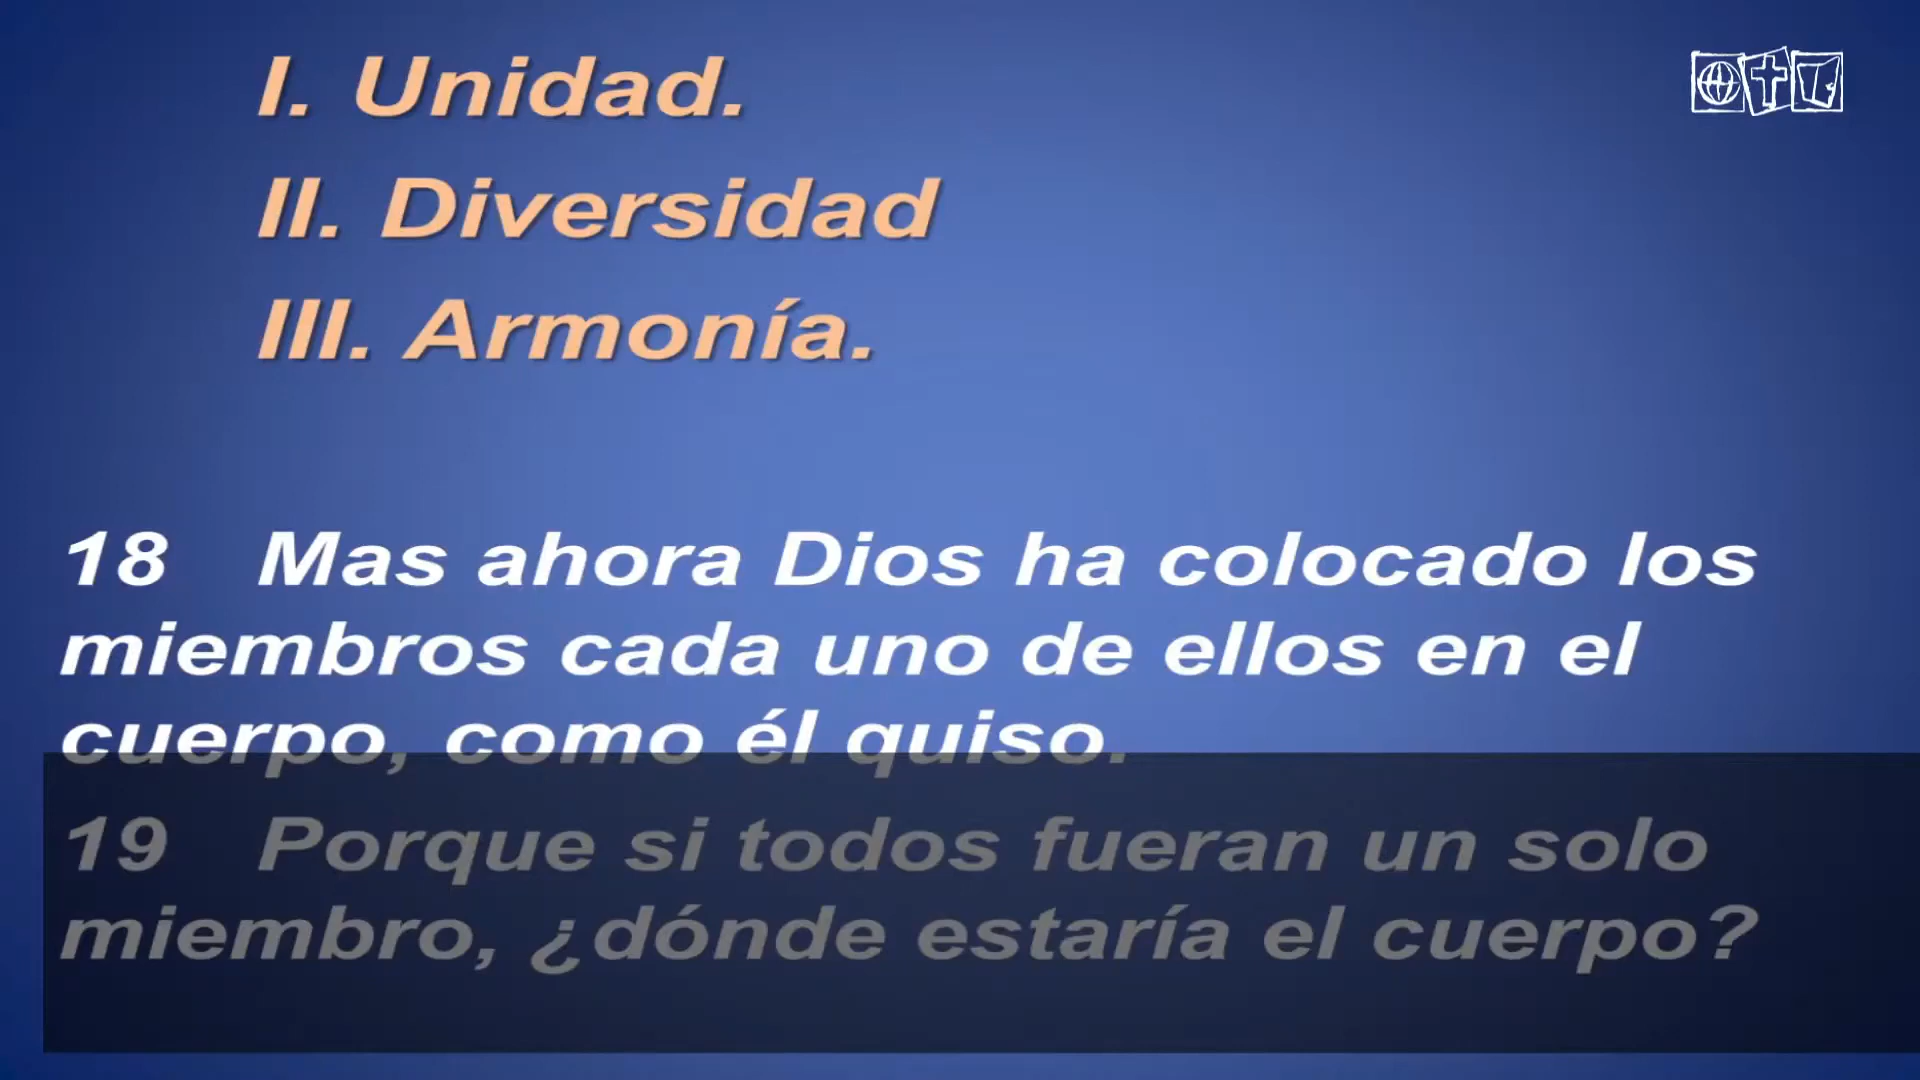 I. Unidad.
II. Diversidad
III. Armonía.
18 Mas ahora Dios ha colocado los
miembros cada uno de ellos en el
cuerpo, como él quiso.
19 Porque si todos fueran un solo
miembro, ¿dónde estaría el cuerpo?